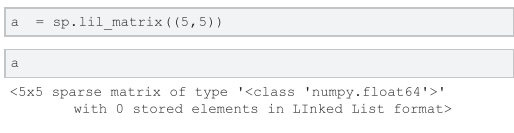 a  = sp.lil_matrix((5,5))
a
<5x5 sparse matrix of type '<class 'numpy.float64'>'
        with 0 stored elements in LInked List format>